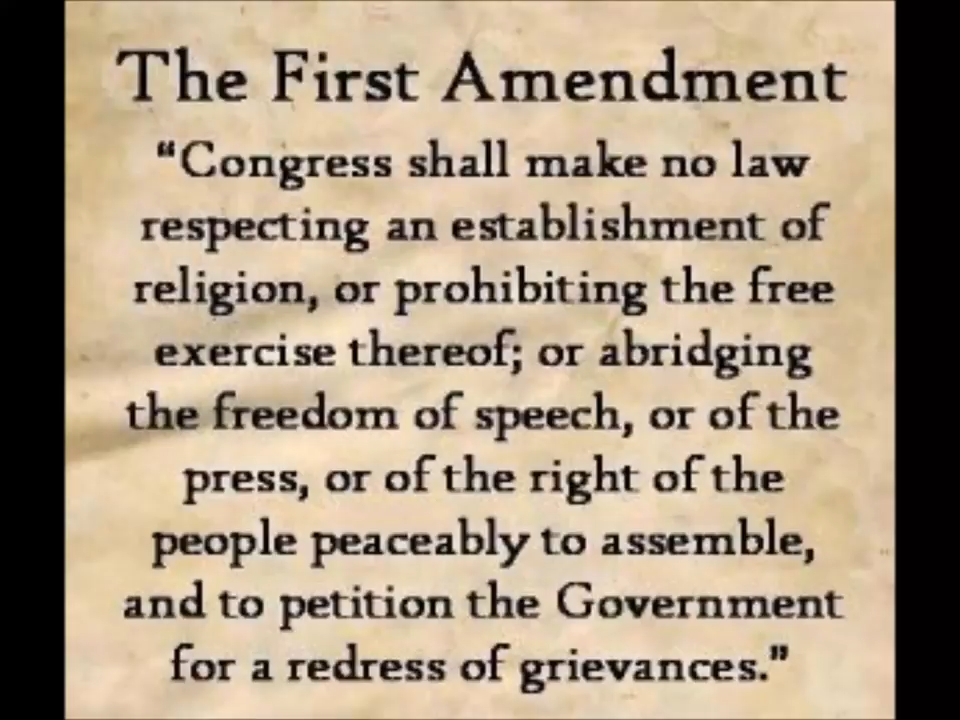 The First Amendment
“Congress shall make no law
respecting an establishment of
religion, or prohibiting the free
exercise thereof; or abridging
the freedom of speech, or of the
press, or of the right of the
people peaceably to assemble,
and to petition the Government
for a redress of grievances.”